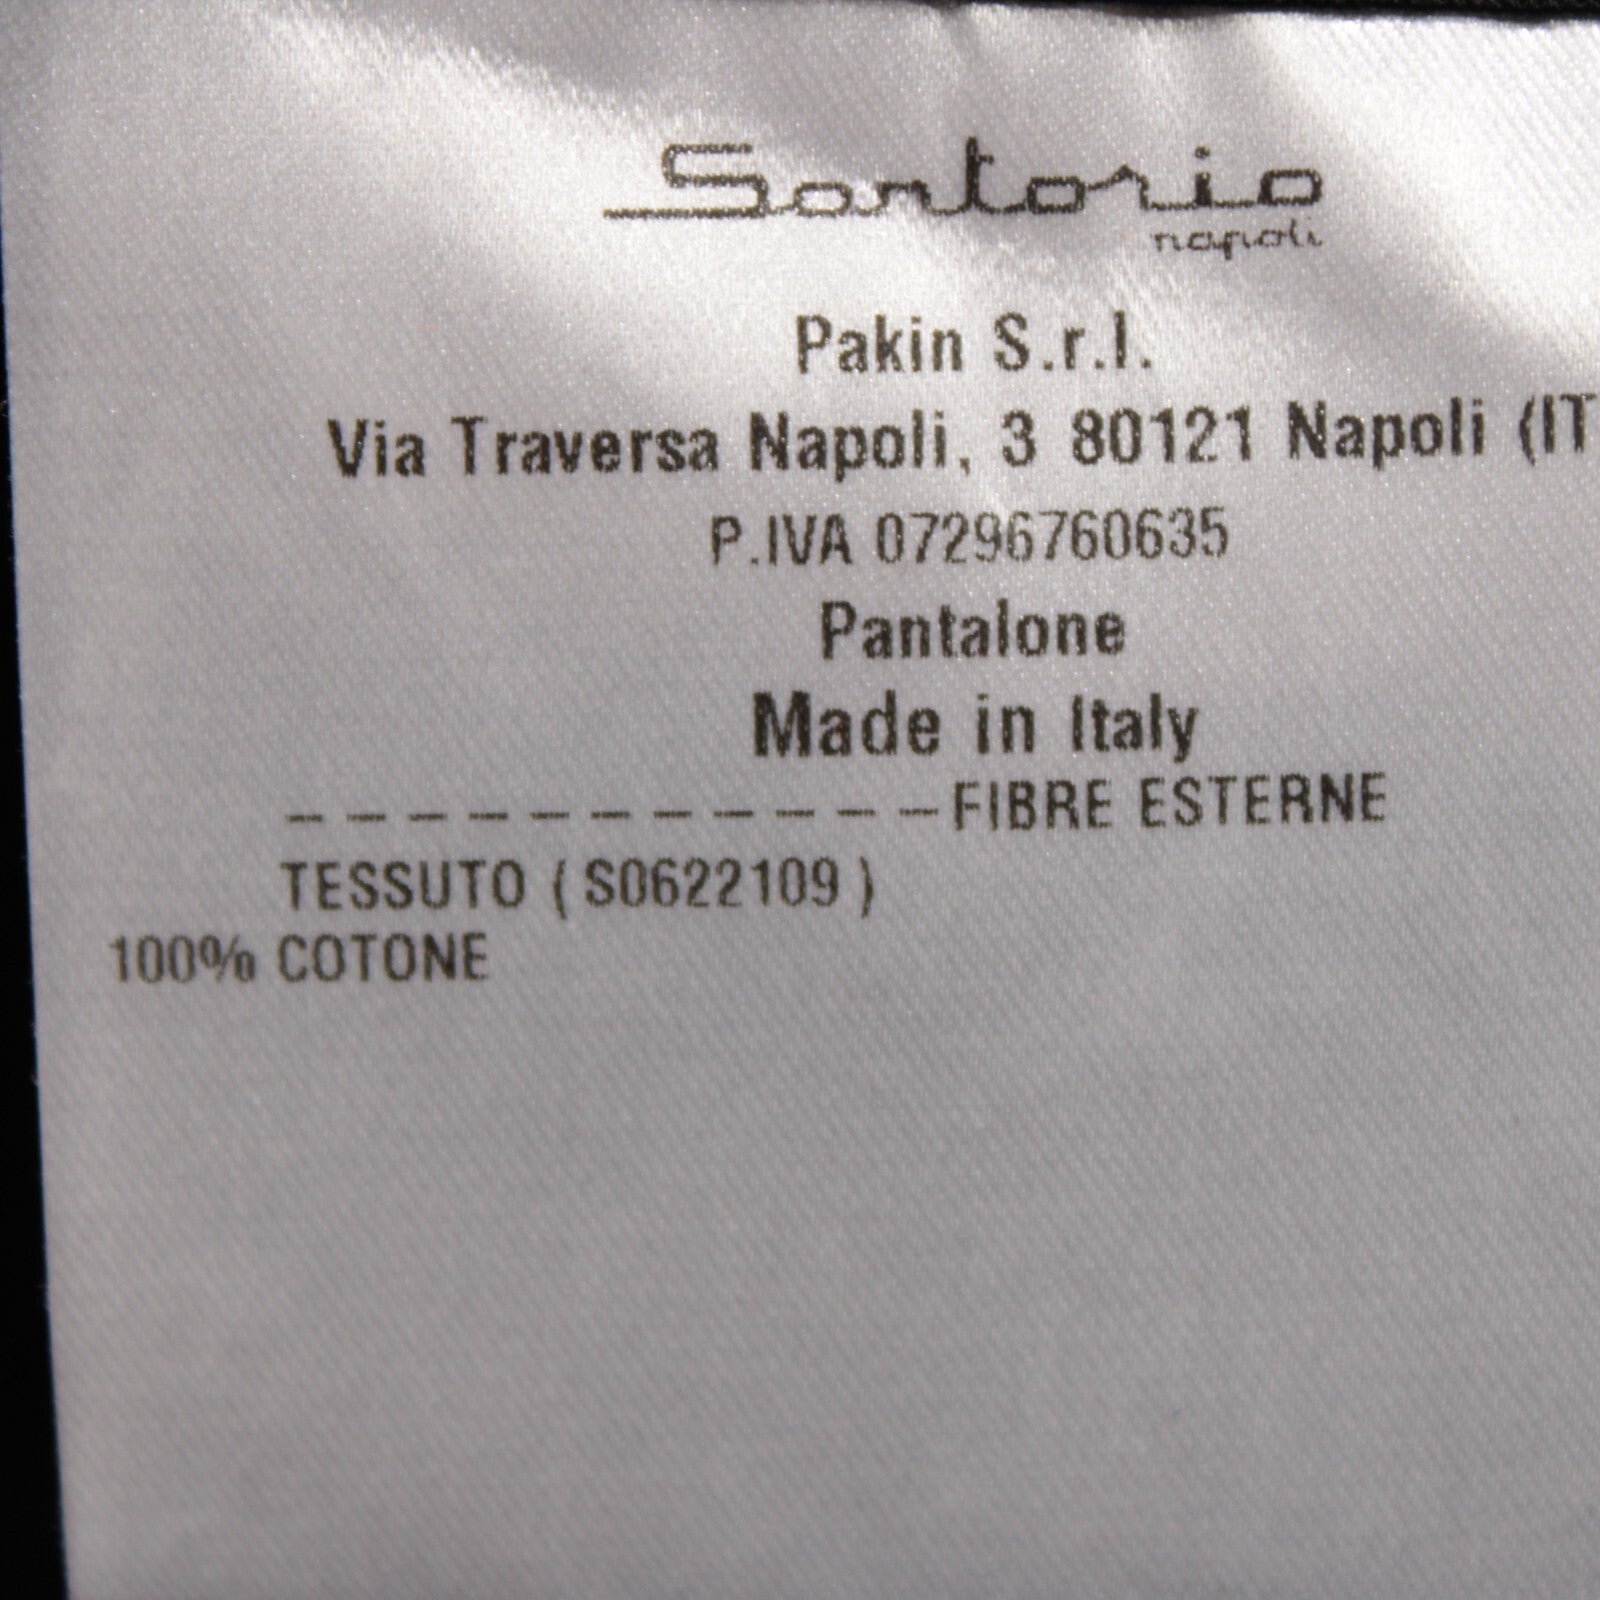 Sartorio
napoli
Pakin S.r.l.
Via Traversa Napoli, 3 80121 Napoli (IT
P.IVA 07296760635
Pantalone
Made in Italy
-----------FIBRE ESTERNE
TESSUTO (S0622109)
100% COTONE